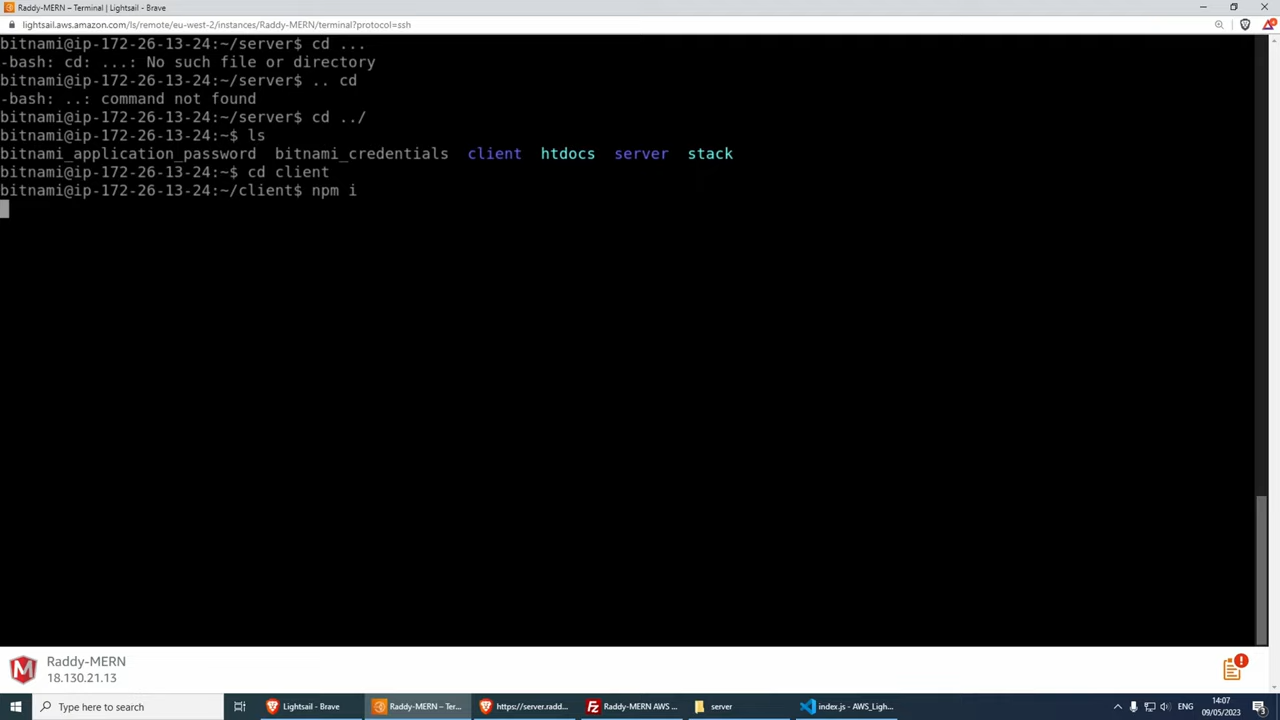 Raddy-MERN – Terminal | Lightsail - Brave
lightsail.aws.amazon.com/ls/remote/eu-west-2/instances/Raddy-MERN/terminal?protocol=ssh
bitnami@ip-172-26-13-24:~/server$ cd ...
-bash: cd: ...: No such file or directory
bitnami@ip-172-26-13-24:~/server$ .. cd
-bash: ..: command not found
bitnami@ip-172-26-13-24:~/server$ cd ../
bitnami@ip-172-26-13-24:~$ ls
bitnami_application_password bitnami_credentials client htdocs server stack
bitnami@ip-172-26-13-24:~$ cd client
bitnami@ip-172-26-13-24:~/client$ npm i
Raddy-MERN
18.130.21.13
Type here to search
Lightsail - Brave
Raddy-MERN – Ter...
https://server.radd...
Raddy-MERN AWS ...
server
index.js - AWS_Ligh...
ENG
14:07
09/05/2023
3